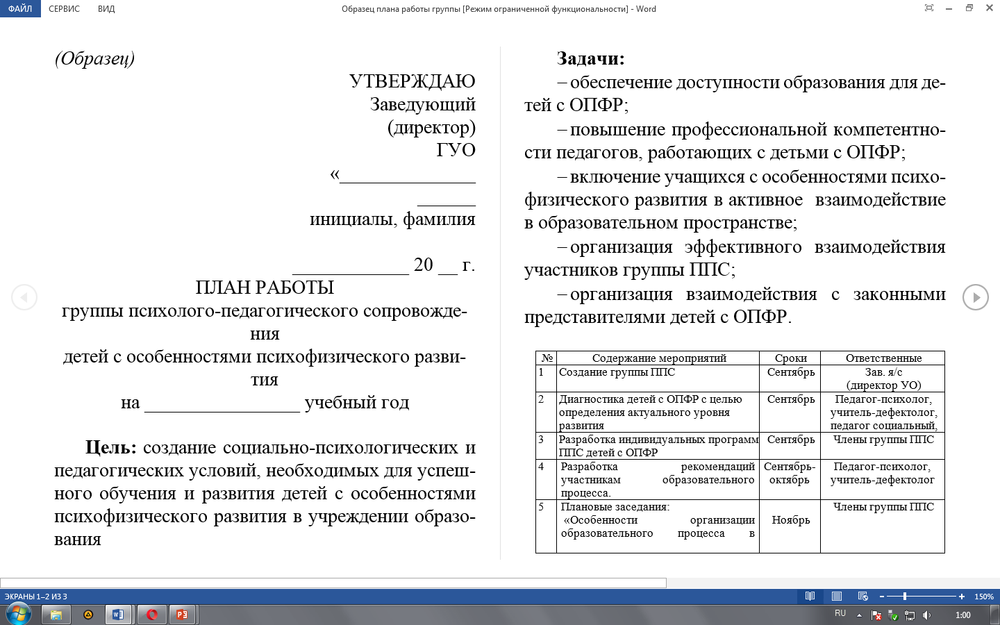 ФАЙЛ СЕРВИС ВИД
Образец плана работы группы [Режим ограниченной функциональности] - Word
(Образец)
УТВЕРЖДАЮ
Заведующий
(директор)
ГУО
«______________
______
инициалы, фамилия
____________ 20 __ г.
ПЛАН РАБОТЫ
группы психолого-педагогического сопровожде-
ния
детей с особенностями психофизического разви-
тия
на ________________ учебный год
Цель: создание социально-психологических и
педагогических условий, необходимых для успеш-
ного обучения и развития детей с особенностями
психофизического развития в учреждении образо-
вания
Задачи:
– обеспечение доступности образования для де-
тей с ОПФР;
– повышение профессиональной компетентно-
сти педагогов, работающих с детьми с ОПФР;
– включение учащихся с особенностями психо-
физического развития в активное взаимодействие
в образовательном пространстве;
– организация эффективного взаимодействия
участников группы ППС;
– организация взаимодействия с законными
представителями детей с ОПФР.
№ Содержание мероприятий Сроки Ответственные
1 Создание группы ППС Сентябрь Зав. я/с
(директор УО)
2 Диагностика детей с ОПФР с целью Сентябрь Педагог-психолог,
определения актуального уровня учитель-дефектолог,
развития педагог социальный,
3 Разработка индивидуальных программ Сентябрь Члены группы ППС
ППС детей с ОПФР
4 Разработка рекомендаций Сентябрь- Педагог-психолог,
участникам образовательного октябрь учитель-дефектолог
процесса.
5 Плановые заседания: Члены группы ППС
«Особенности организации Ноябрь
образовательного процесса в
ЭКРАНЫ 1–2 ИЗ 3
150%
RU
1:00